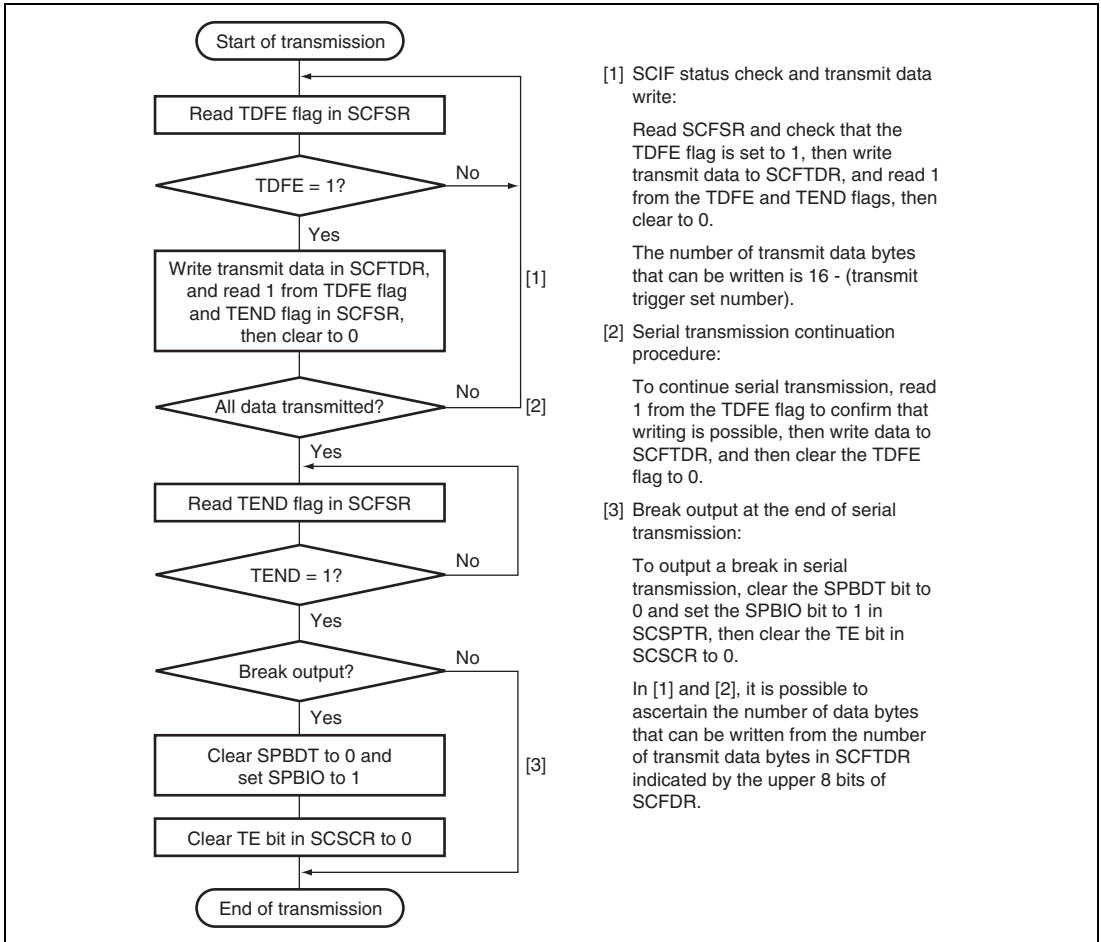 Start of transmission
Read TDFE flag in SCFSR
TDFE = 1?
No
Yes
Write transmit data in SCFTDR,
and read 1 from TDFE flag
and TEND flag in SCFSR,
then clear to 0
[1]
All data transmitted?
No
[2]
Yes
Read TEND flag in SCFSR
TEND = 1?
No
Yes
Break output?
No
Yes
Clear SPBDT to 0 and
set SPBIO to 1
[3]
Clear TE bit in SCSCR to 0
End of transmission
[1] SCIF status check and transmit data
write:
Read SCFSR and check that the
TDFE flag is set to 1, then write
transmit data to SCFTDR, and read 1
from the TDFE and TEND flags, then
clear to 0.
The number of transmit data bytes
that can be written is 16 - (transmit
trigger set number).
[2] Serial transmission continuation
procedure:
To continue serial transmission, read
1 from the TDFE flag to confirm that
writing is possible, then write data to
SCFTDR, and then clear the TDFE
flag to 0.
[3] Break output at the end of serial
transmission:
To output a break in serial
transmission, clear the SPBDT bit to
0 and set the SPBIO bit to 1 in
SCSPTR, then clear the TE bit in
SCSCR to 0.
In [1] and [2], it is possible to
ascertain the number of data bytes
that can be written from the number
of transmit data bytes in SCFTDR
indicated by the upper 8 bits of
SCFDR.